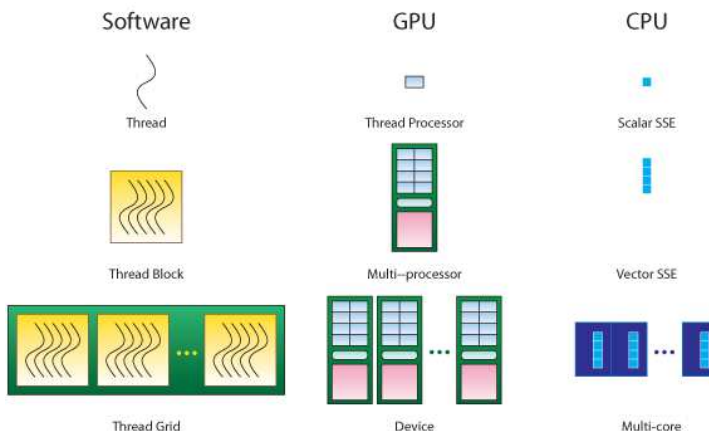 Software GPU CPU
Thread Thread Processor Scalar SSE
Thread Block Multi--processor Vector SSE
Thread Grid Device Multi-core